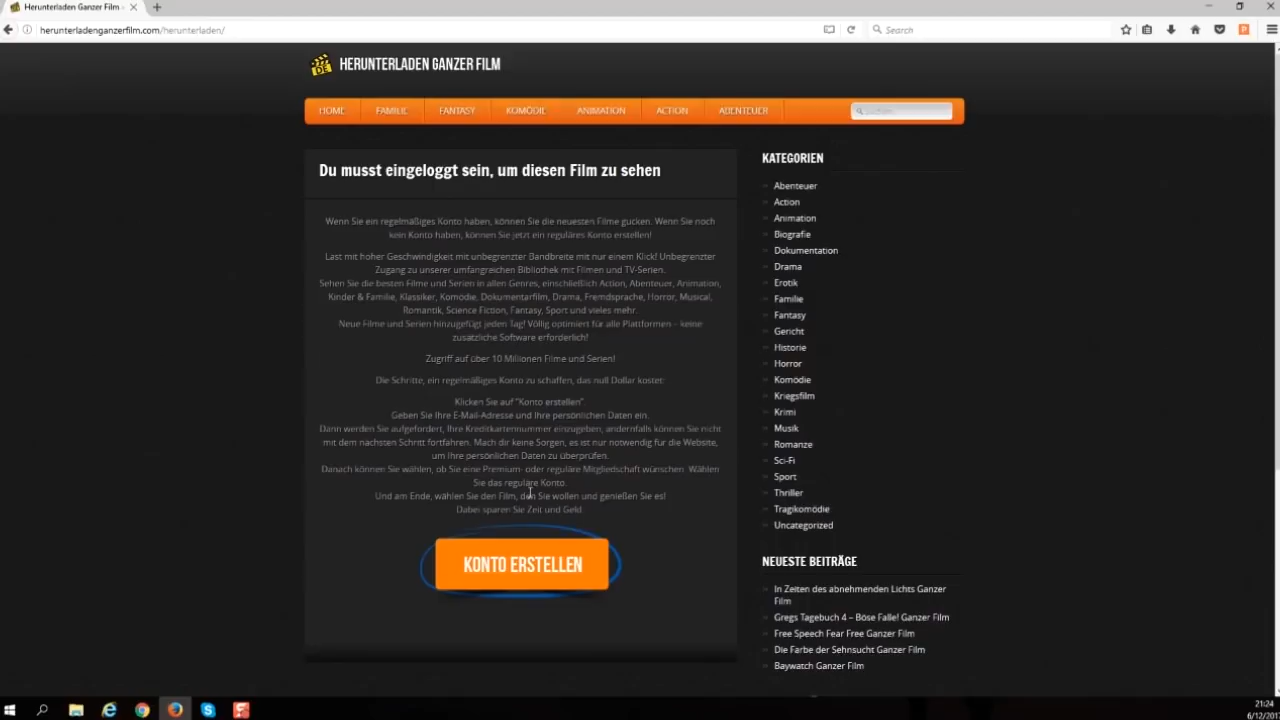 Herunterladen Ganzer Film -
herunterladenganzerfilm.com/herunterladen/
Search
DE
HERUNTERLADEN GANZER FILM
HOME
FAMILIE
FANTASY
KOMÖDIE
ANIMATION
ACTION
ABENTEUER
Du musst eingeloggt sein, um diesen Film zu sehen
Wenn Sie ein regelmäßiges Konto haben, können Sie die neuesten Filme gucken. Wenn Sie noch
kein Konto haben, können Sie jetzt ein reguläres Konto erstellen!
Last mit hoher Geschwindigkeit mit unbegrenzter Bandbreite mit nur einem Klick! Unbegrenzter
Zugang zu unserer umfangreichen Bibliothek mit Filmen und TV-Serien.
Sehen Sie die besten Filme und Serien in allen Genres, einschließlich Action, Abenteuer, Animation,
Kinder & Familie, Klassiker, Komödie, Dokumentarfilm, Drama, Fremdsprache, Horror, Musical,
Romantik, Science Fiction, Fantasy, Sport und vieles mehr.
Neue Filme und Serien hinzugefügt jeden Tag! Völlig optimiert für alle Plattformen – keine
zusätzliche Software erforderlich!
Zugriff auf über 10 Millionen Filme und Serien!
Die Schritte, ein regelmäßiges Konto zu schaffen, das null Dollar kostet:
Klicken Sie auf "Konto erstellen".
Geben Sie Ihre E-Mail-Adresse und Ihre persönlichen Daten ein.
Dann werden Sie aufgefordert, Ihre Kreditkartennummer einzugeben, andernfalls können Sie nicht
mit dem nächsten Schritt fortfahren. Mach dir keine Sorgen, es ist nur notwendig für die Website,
um Ihre persönlichen Daten zu überprüfen.
Danach können Sie wählen, ob Sie eine Premium- oder reguläre Mitgliedschaft wünschen. Wählen
Sie das reguläre Konto.
Und am Ende, wählen Sie den Film, den Sie wollen und genießen Sie es!
Dabei sparen Sie Zeit und Geld
KONTO ERSTELLEN
KATEGORIEN
Abenteuer
Action
Animation
Biografie
Dokumentation
Drama
Erotik
Familie
Fantasy
Gericht
Historie
Horror
Komödie
Kriegsfilm
Krimi
Musik
Romanze
Sci-Fi
Sport
Thriller
Tragikomödie
Uncategorized
NEUESTE BEITRÄGE
In Zeiten des abnehmenden Lichts Ganzer
Film
Gregs Tagebuch 4 – Böse Falle! Ganzer Film
Free Speech Fear Free Ganzer Film
Die Farbe der Sehnsucht Ganzer Film
Baywatch Ganzer Film
21:24